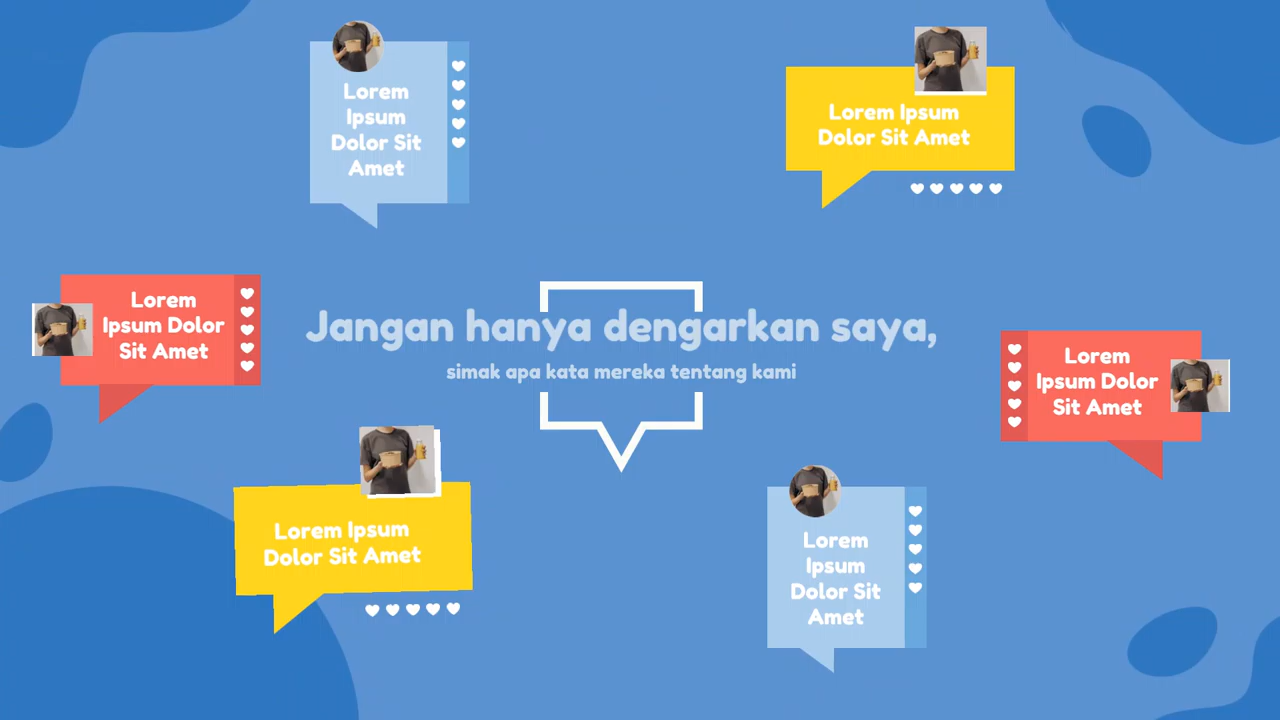 Lorem
Ipsum
Dolor Sit
Amet
Lorem Ipsum
Dolor Sit Amet
Lorem
Ipsum Dolor
Sit Amet
Jangan hanya dengarkan saya,
simak apa kata mereka tentang kami
Lorem
Ipsum Dolor
Sit Amet
Lorem Ipsum
Dolor Sit Amet
Lorem
Ipsum
Dolor Sit
Amet